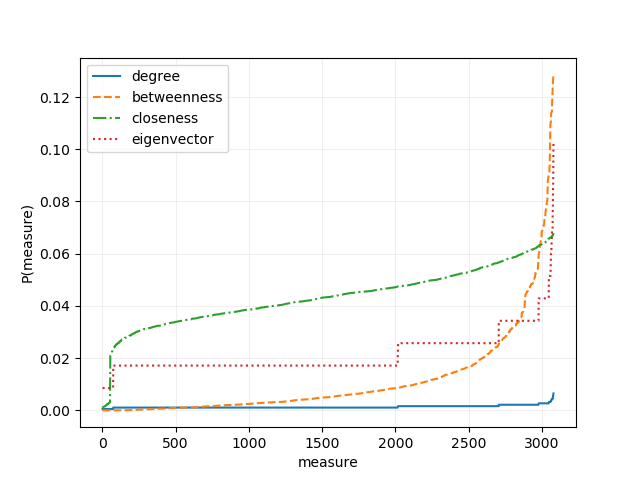 degree
betweenness
closeness
eigenvector
0.12
0.10
0.08
0.06
0.04
0.02
0.00
P(measure)
0 500 1000 1500 2000 2500 3000
measure